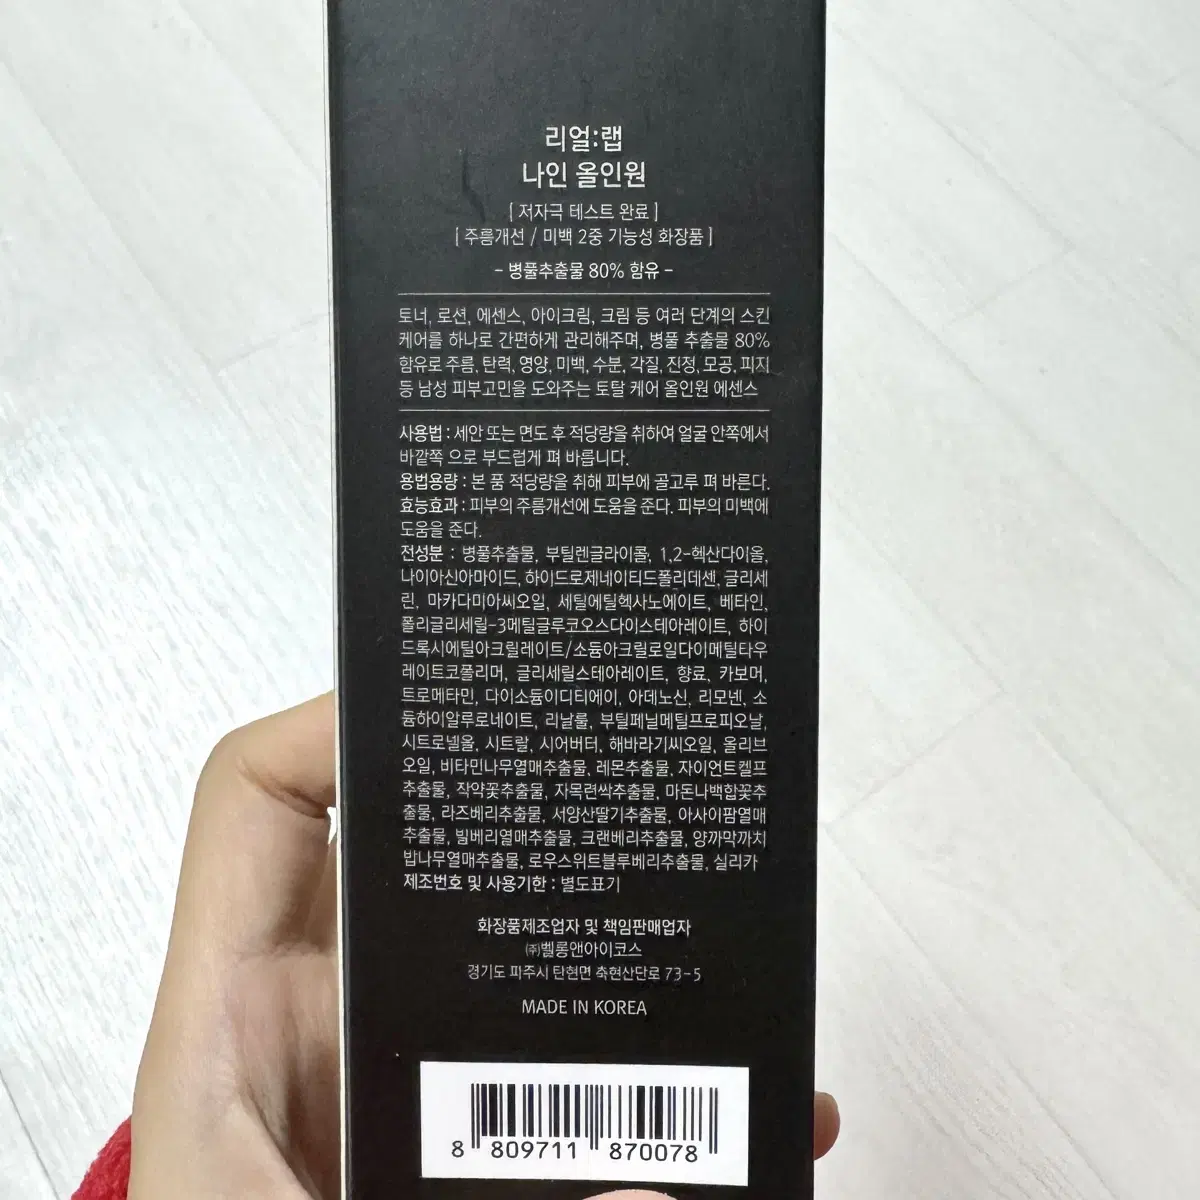 리얼:랩
나인 올인원
[ 저자극 테스트 완료 ]
[ 주름개선 / 미백 2중 기능성 화장품 ]
- 병풀추출물 80% 함유 -
토너, 로션, 에센스, 아이크림, 크림 등 여러 단계의 스킨
케어를 하나로 간편하게 관리해주며, 병풀 추출물 80%
함유로 주름, 탄력, 영양, 미백, 수분, 각질, 진정, 모공, 피지
등 남성 피부고민을 도와주는 토탈 케어 올인원 에센스
사용법 : 세안 또는 면도 후 적당량을 취하여 얼굴 안쪽에서
바깥쪽 으로 부드럽게 펴 바릅니다.
용법용량 : 본 품 적당량을 취해 피부에 골고루 펴 바른다.
효능효과 : 피부의 주름개선에 도움을 준다. 피부의 미백에
도움을 준다.
전성분 : 병풀추출물, 부틸렌글라이콜, 1,2-헥산다이올,
나이아신아마이드, 하이드로제네이티드폴리데센, 글리세
린, 마카다미아씨오일, 세틸에틸헥사노에이트, 베타인,
폴리글리세릴-3메틸글루코오스다이스테아레이트, 하이
드록시에틸아크릴레이트/소듐아크릴로일다이메틸타우
레이트코폴리머, 글리세릴스테아레이트, 향료, 카보머,
트로메타민, 다이소듐이디티에이, 아데노신, 리모넨, 소
듐하이알루로네이트, 리날룰, 부틸페닐메틸프로피오날,
시트로넬올, 시트랄, 시어버터, 해바라기씨오일, 올리브
오일, 비타민나무열매추출물, 레몬추출물, 자이언트켈프
추출물, 작약꽃추출물, 자목련싹추출물, 마돈나백합꽃추
출물, 라즈베리추출물, 서양산딸기추출물, 아사이팜열매
추출물, 빌베리열매추출물, 크랜베리추출물, 양까막까치
밥나무열매추출물, 로우스위트블루베리추출물, 실리카
제조번호 및 사용기한 : 별도표기
화장품제조업자 및 책임판매업자
㈜벨롱앤아이코스
경기도 파주시 탄현면 축현산단로 73-5
MADE IN KOREA
8 809711 870078